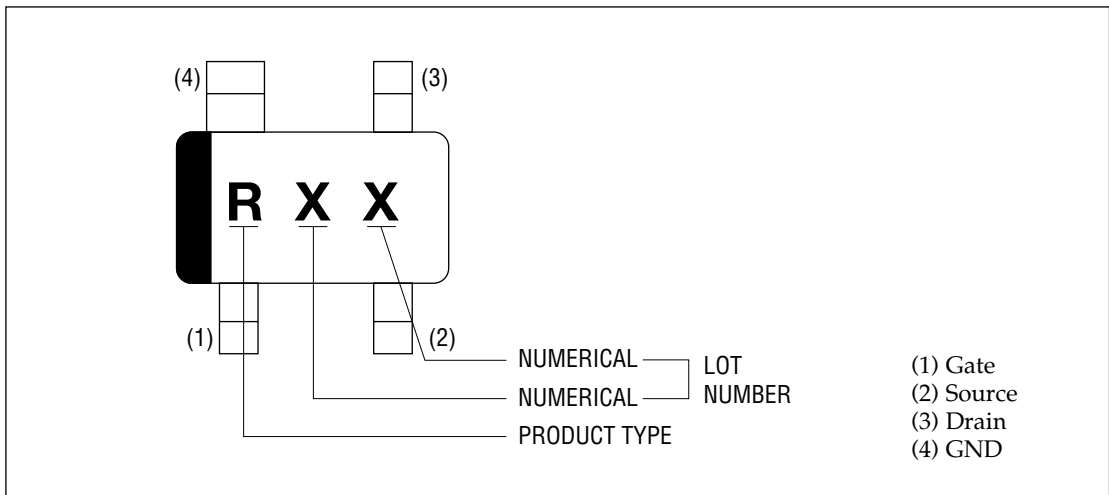 (4)
(3)
R X X
(1)
(2)
NUMERICAL
NUMERICAL
LOT
NUMBER
PRODUCT TYPE
(1) Gate
(2) Source
(3) Drain
(4) GND